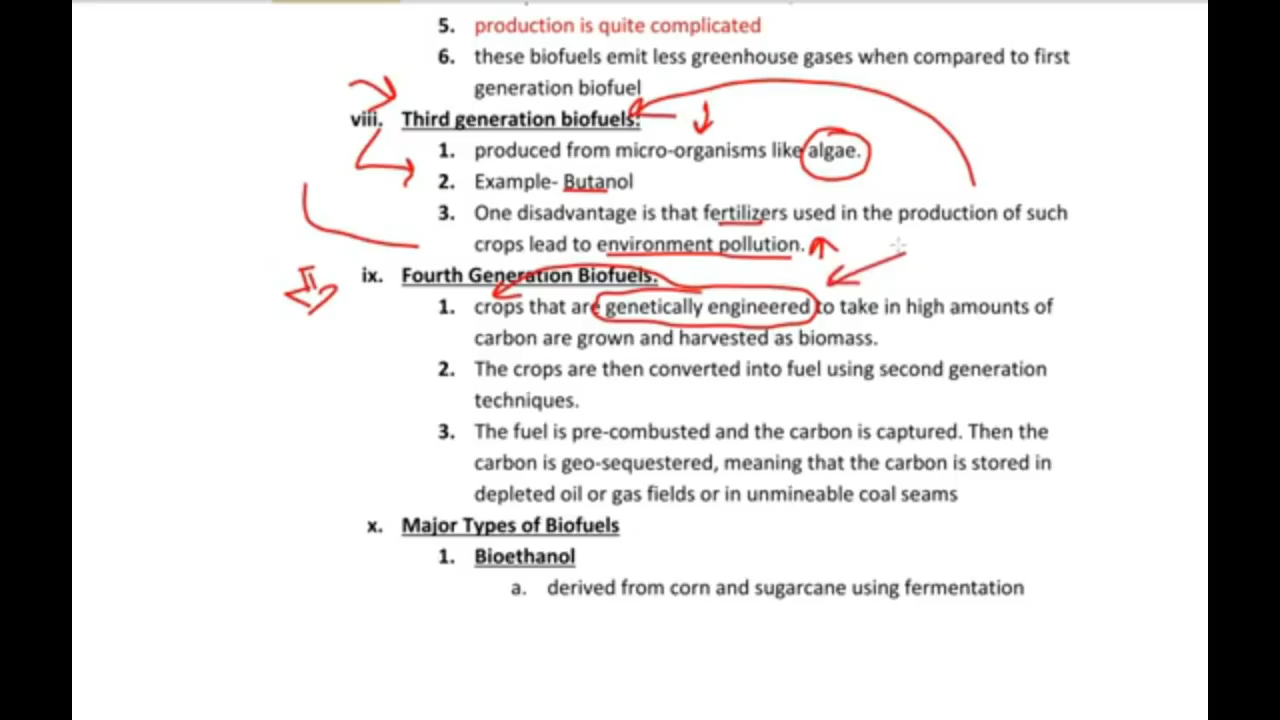 5. production is quite complicated
6. these biofuels emit less greenhouse gases when compared to first
generation biofuel
viii. Third generation biofuels:
1. produced from micro-organisms like algae.
2. Example- Butanol
3. One disadvantage is that fertilizers used in the production of such
crops lead to environment pollution.
ix. Fourth Generation Biofuels:
1. crops that are genetically engineered to take in high amounts of
carbon are grown and harvested as biomass.
2. The crops are then converted into fuel using second generation
techniques.
3. The fuel is pre-combusted and the carbon is captured. Then the
carbon is geo-sequestered, meaning that the carbon is stored in
depleted oil or gas fields or in unmineable coal seams
x. Major Types of Biofuels
1. Bioethanol
a. derived from corn and sugarcane using fermentation